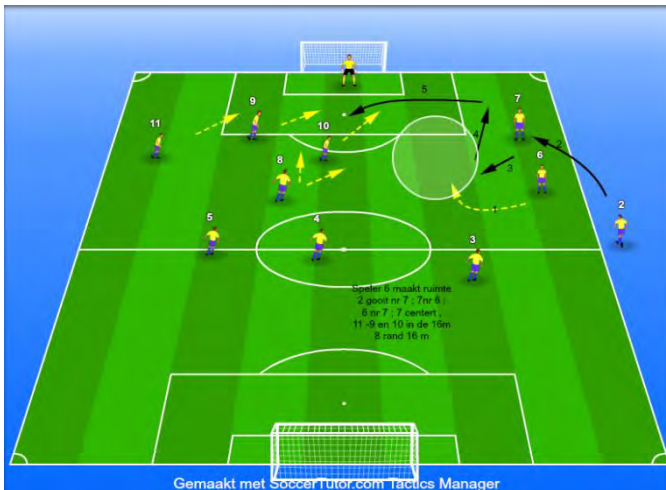 5
7
9
10
11
4
2
6
3
8
1
2
5
4
3
Speler 6 maakt ruimte
2 gooit nr 7 ; 7nr 6 ;
6 nr 7 ; 7 centert ,
11 -9 en 10 in de 16m
8 rand 16 m
Gemaakt met SoccerTutor.com Tactics Manager